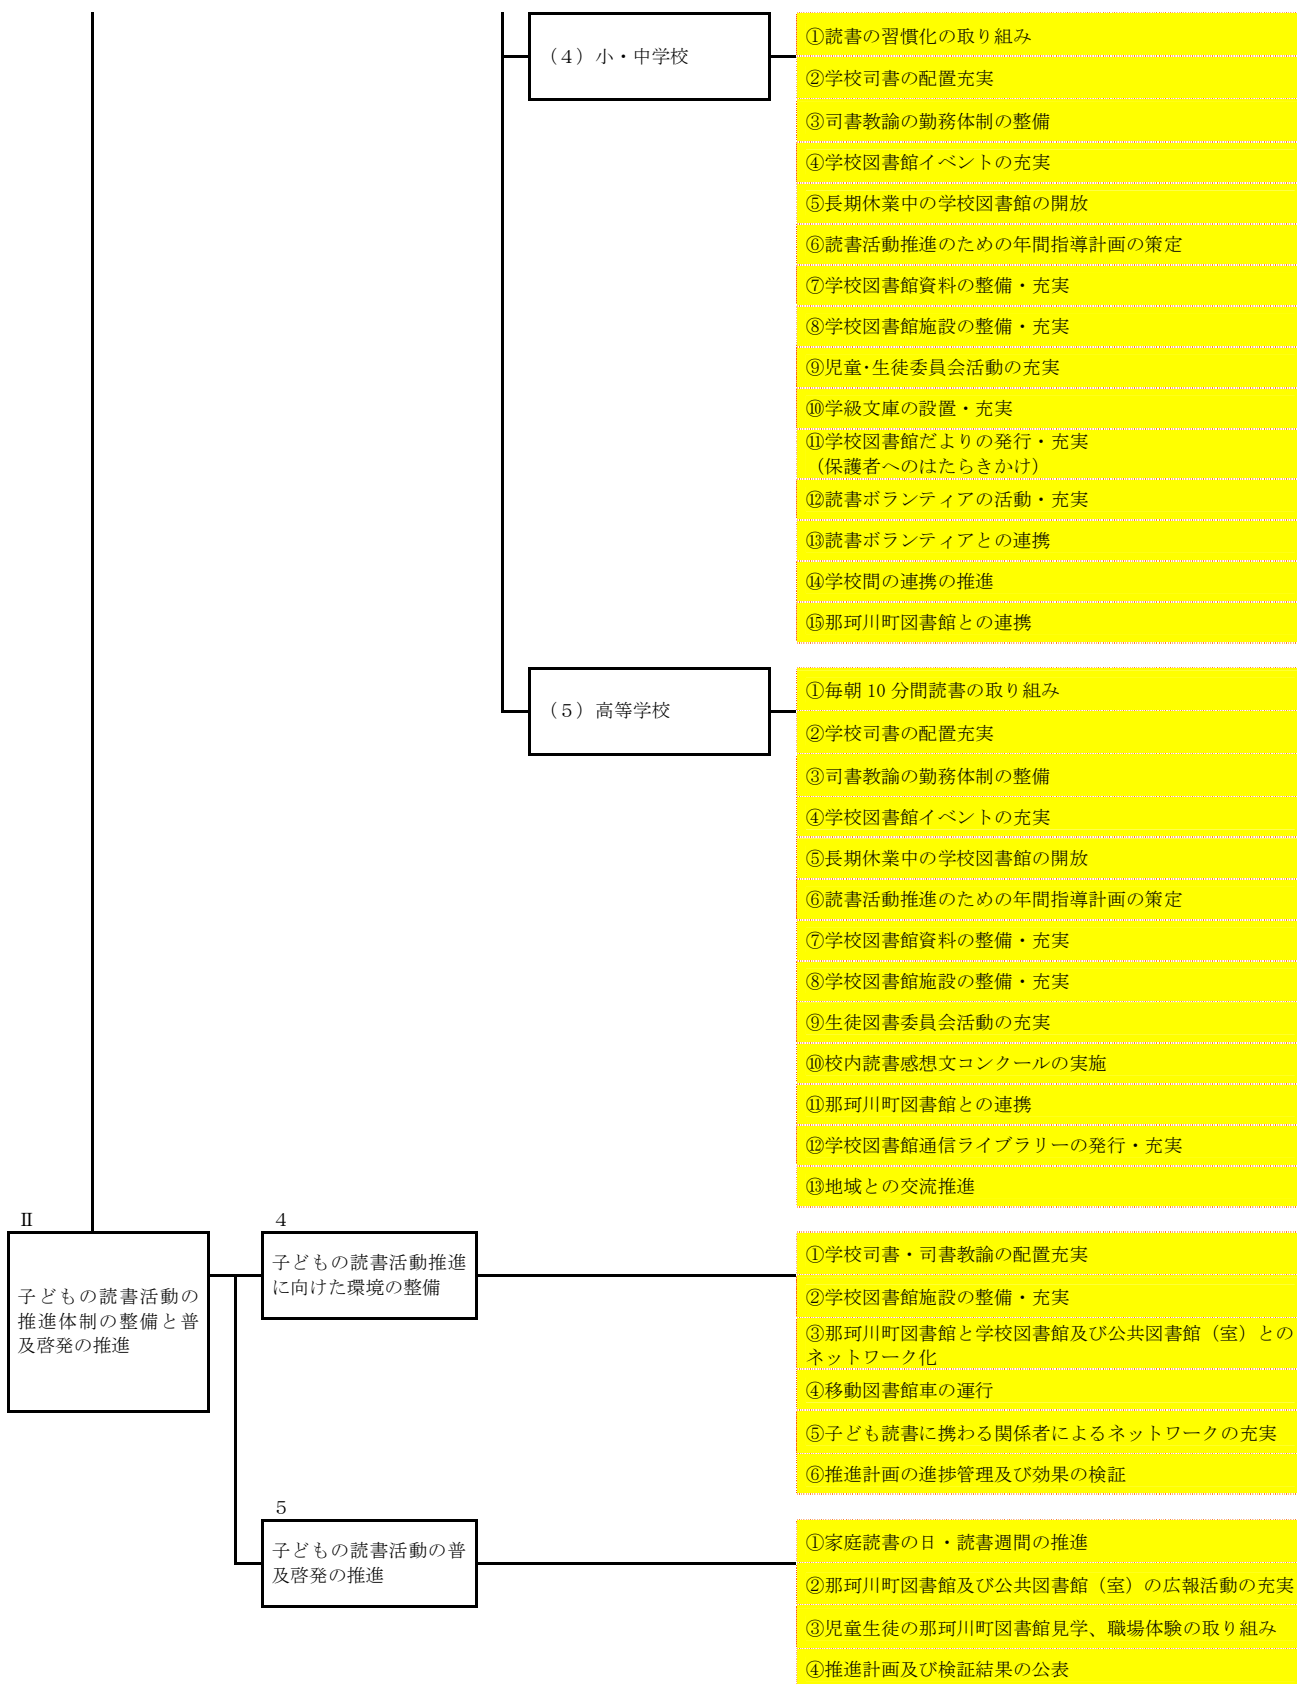 （４）小・中学校
①読書の習慣化の取り組み
②学校司書の配置充実
③司書教諭の勤務体制の整備
④学校図書館イベントの充実
⑤長期休業中の学校図書館の開放
⑥読書活動推進のための年間指導計画の策定
⑦学校図書館資料の整備・充実
⑧学校図書館施設の整備・充実
⑨児童･生徒委員会活動の充実
⑩学級文庫の設置・充実
⑪学校図書館だよりの発行・充実
（保護者へのはたらきかけ）
⑫読書ボランティアの活動・充実
⑬読書ボランティアとの連携
⑭学校間の連携の推進
⑮那珂川町図書館との連携
（５）高等学校
①毎朝 10 分間読書の取り組み
②学校司書の配置充実
③司書教諭の勤務体制の整備
④学校図書館イベントの充実
⑤長期休業中の学校図書館の開放
⑥読書活動推進のための年間指導計画の策定
⑦学校図書館資料の整備・充実
⑧学校図書館施設の整備・充実
⑨生徒図書委員会活動の充実
⑩校内読書感想文コンクールの実施
⑪那珂川町図書館との連携
⑫学校図書館通信ライブラリーの発行・充実
⑬地域との交流推進
Ⅱ
子どもの読書活動の
推進体制の整備と普
及啓発の推進
４
子どもの読書活動推進
に向けた環境の整備
①学校司書・司書教諭の配置充実
②学校図書館施設の整備・充実
③那珂川町図書館と学校図書館及び公共図書館（室）との
ネットワーク化
④移動図書館車の運行
⑤子ども読書に携わる関係者によるネットワークの充実
⑥推進計画の進捗管理及び効果の検証
５
子どもの読書活動の普
及啓発の推進
①家庭読書の日・読書週間の推進
②那珂川町図書館及び公共図書館（室）の広報活動の充実
③児童生徒の那珂川町図書館見学、職場体験の取り組み
④推進計画及び検証結果の公表